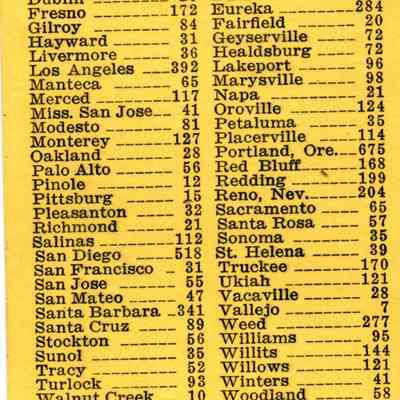 Dublin
Fresno 172
Gilroy 84
Hayward 31
Livermore 36
Los Angeles 392
Manteca 65
Merced 117
Miss. San Jose 41
Modesto 81
Monterey 127
Oakland 28
Palo Alto 56
Pinole 12
Pittsburg 15
Pleasanton 32
Richmond 21
Salinas 112
San Diego 518
San Francisco 31
San Jose 55
San Mateo 47
Santa Barbara 341
Santa Cruz 89
Stockton 56
Sunol 35
Tracy 52
Turlock 93
Walnut Creek 10
Eureka 284
Fairfield 20
Geyserville 72
Healdsburg 72
Lakeport 96
Marysville 98
Napa 21
Oroville 124
Petaluma 35
Placerville 114
Portland, Ore. 675
Red Bluff 168
Redding 199
Reno, Nev. 204
Sacramento 65
Santa Rosa 57
Sonoma 35
St. Helena 39
Truckee 170
Ukiah 121
Vacaville 28
Vallejo 7
Weed 277
Williams 95
Willits 144
Willows 121
Winters 41
Woodland 58